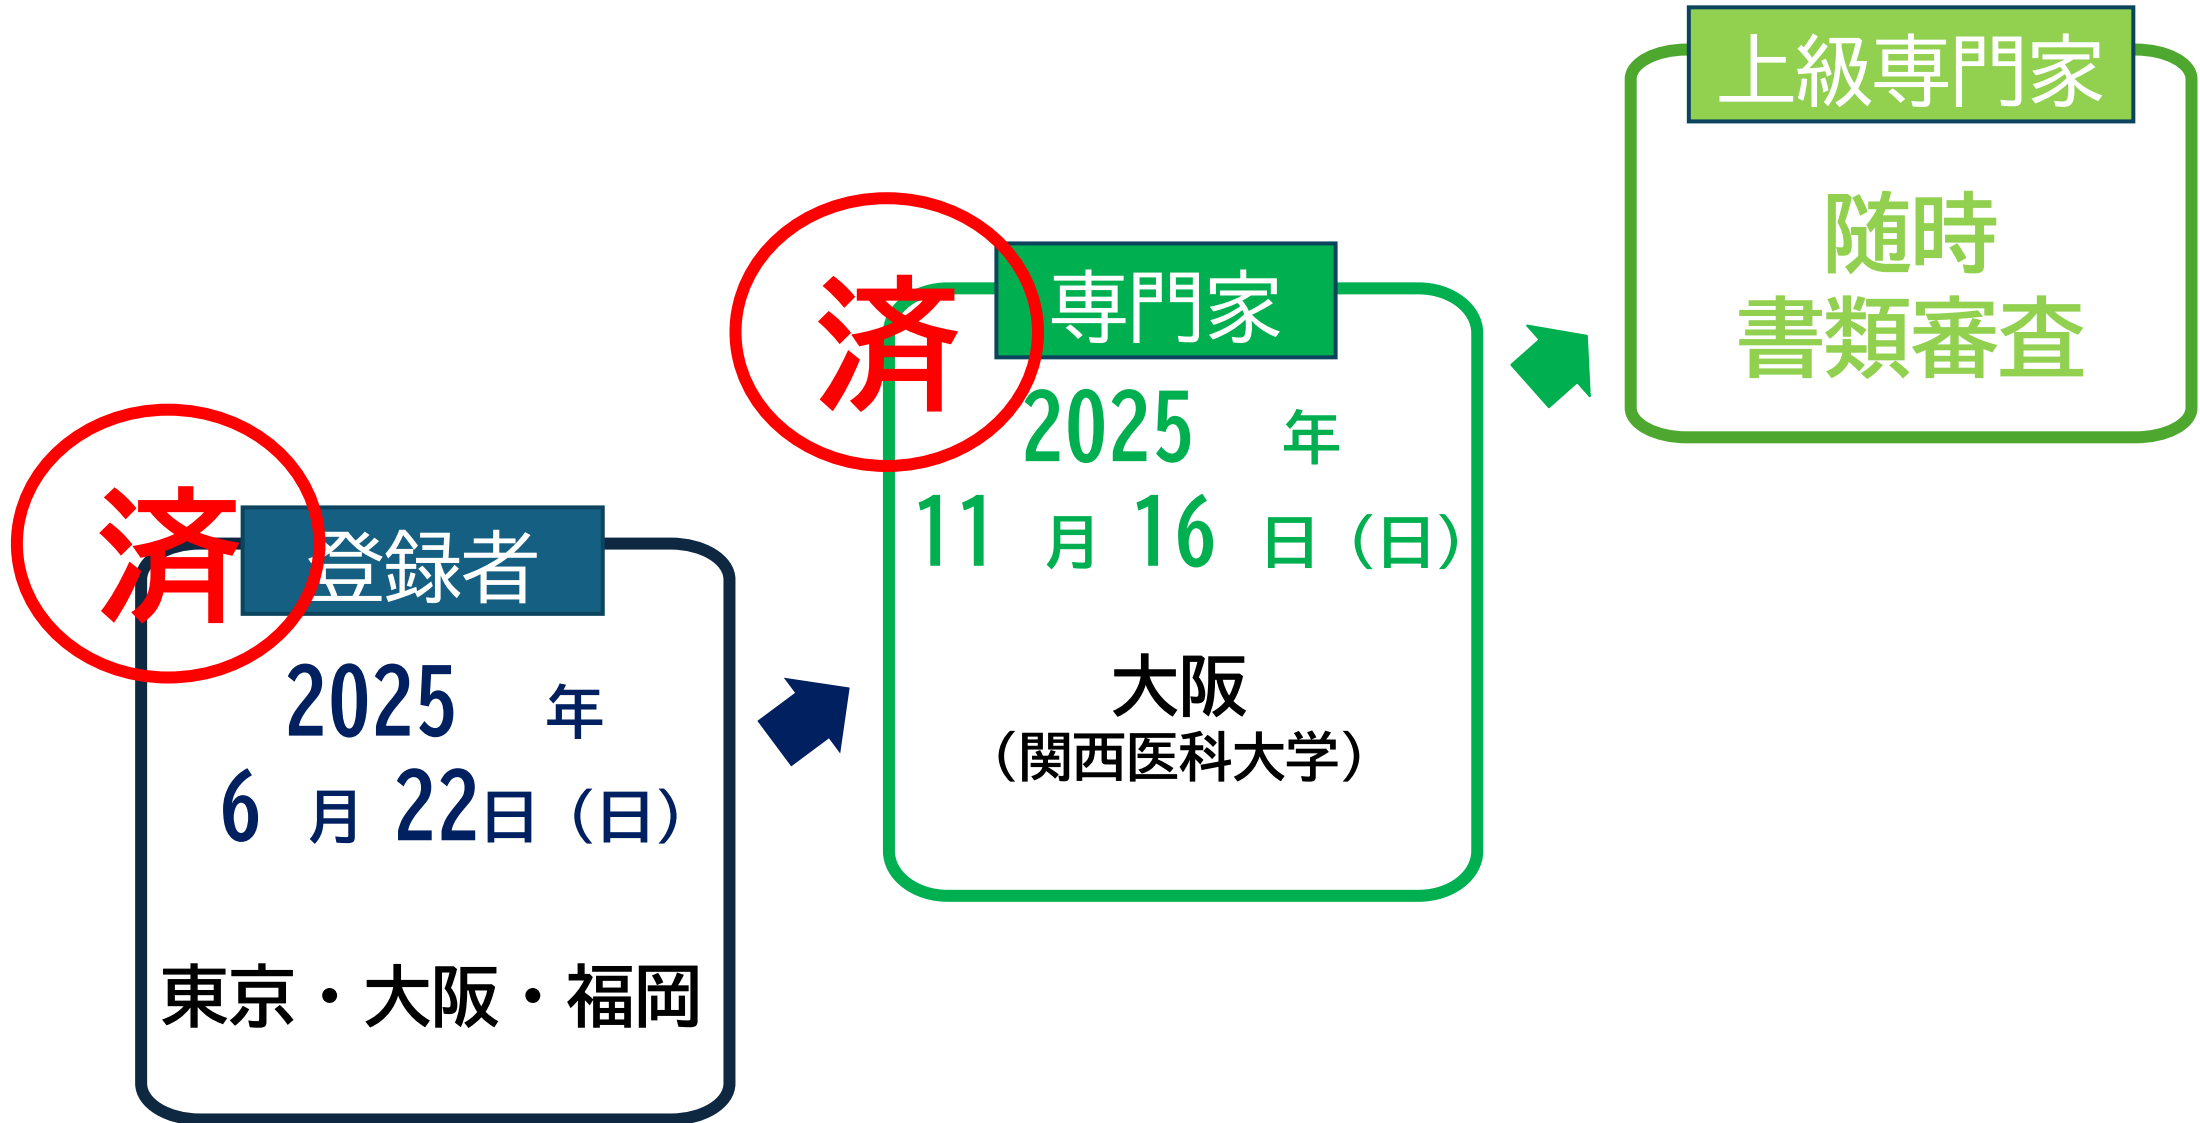 済
登録者
2025 年
6 月 22日（日）
東京・大阪・福岡
済
専門家
2025 年
11 月 16 日（日）
大阪
（関西医科大学）
上級専門家
随時
書類審査